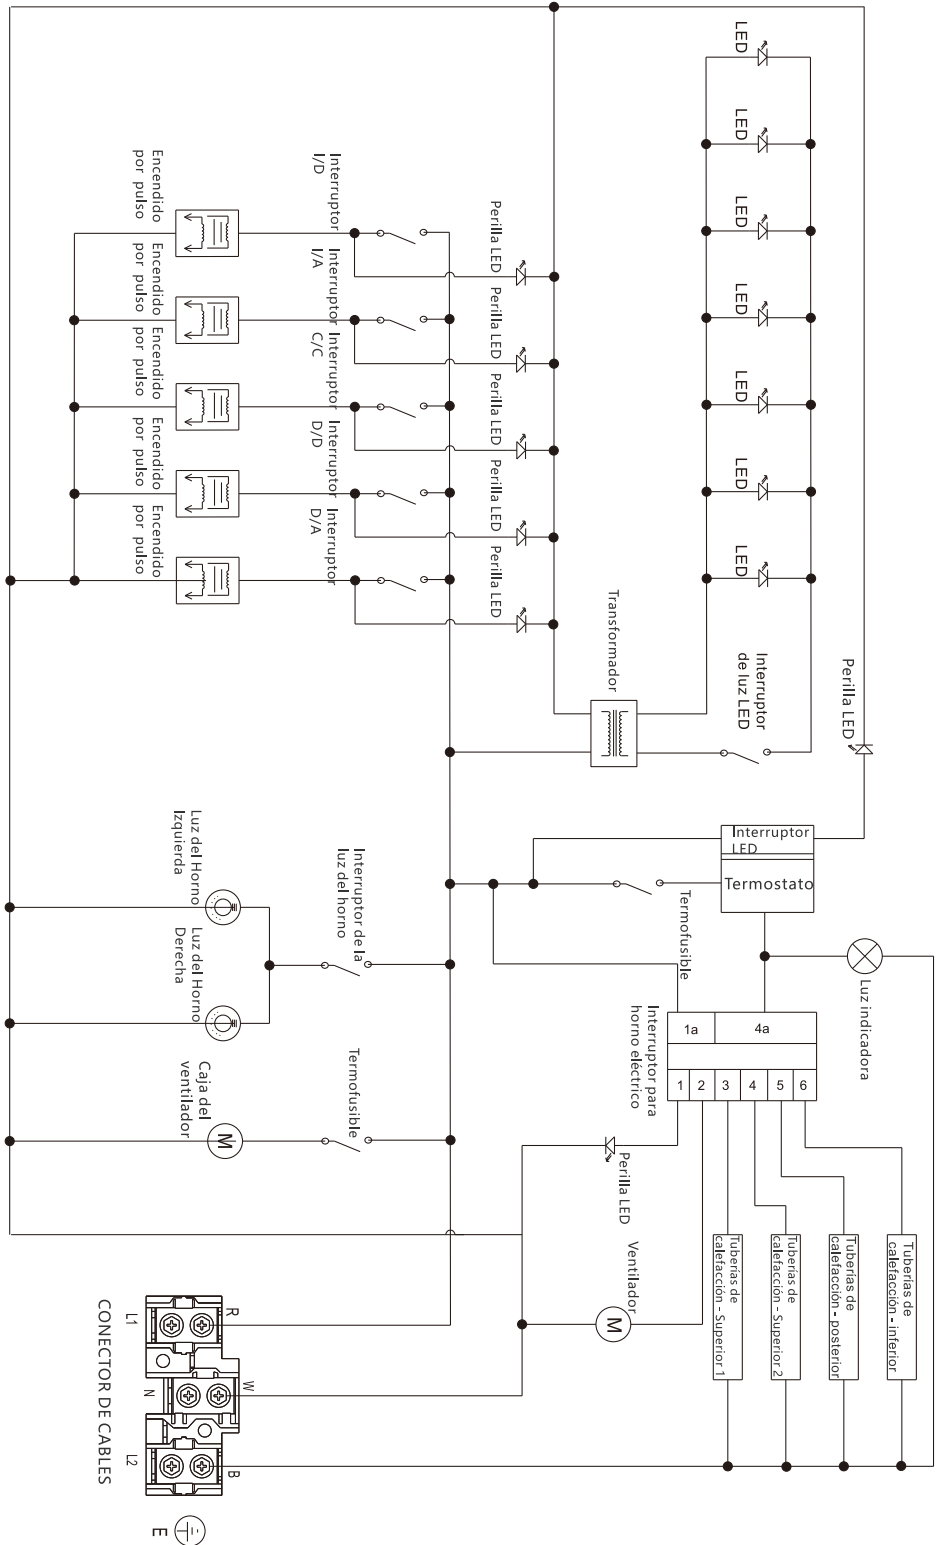 LED
LED
LED
LED
LED
LED
LED
Interruptor
de luz LED
Perilla LED
Transformador
Perilla LED
Perilla LED
Perilla LED
Perilla LED
Perilla LED
Interruptor
I/D
Interruptor
I/A
Interruptor
C/C
Interruptor
D/D
Interruptor
D/A
Encendido
por pulso
Encendido
por pulso
Encendido
por pulso
Encendido
por pulso
Encendido
por pulso
Interruptor
LED
Termostato
Termofusible
Luz indicadora
Interruptor para
horno eléctrico
1a
4a
1
2
3
4
5
6
Interruptor de la
luz del horno
Luz del Horno
Izquierda
Luz del Horno
Derecha
Termofusible
Caja del
ventilador
M
Perilla LED
Ventilador
M
Tuberías de
calefacción - Superior 1
Tuberías de
calefacción - Superior 2
Tuberías de
calefacción - posterior
Tuberías de
calefacción - inferior
R
L1
W
N
B
L2
CONECTOR DE CABLES
E